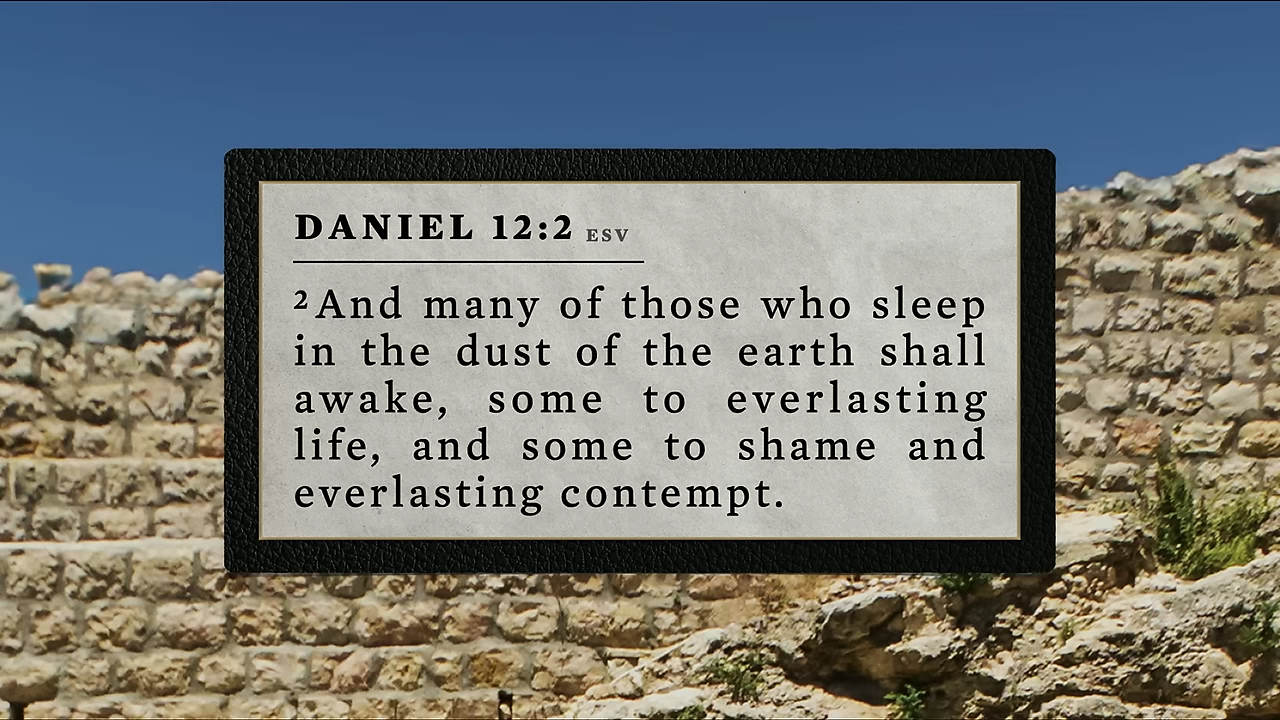 DANIEL 12:2 ESV
²And many of those who sleep
in the dust of the earth shall
awake, some to everlasting
life, and some to shame and
everlasting contempt.